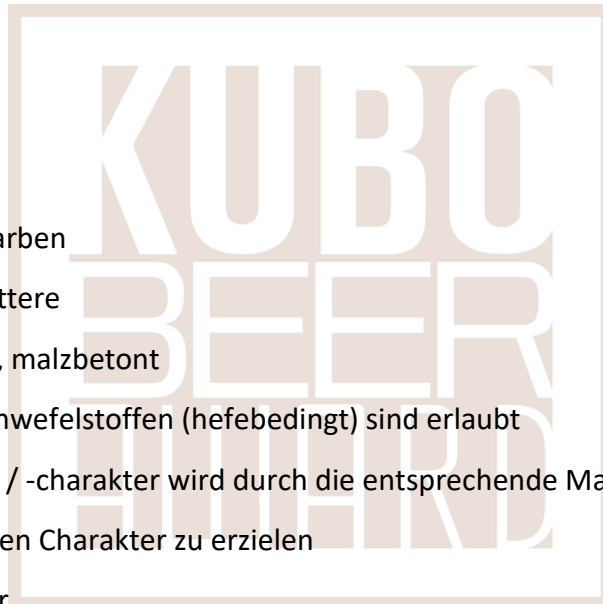 KUBO
BEER
AWARD
arben
ttere
, malzbetont
wefelstoffen (hefebedingt) sind erlaubt
/ -charakter wird durch die entsprechende Ma
en Charakter zu erzielen